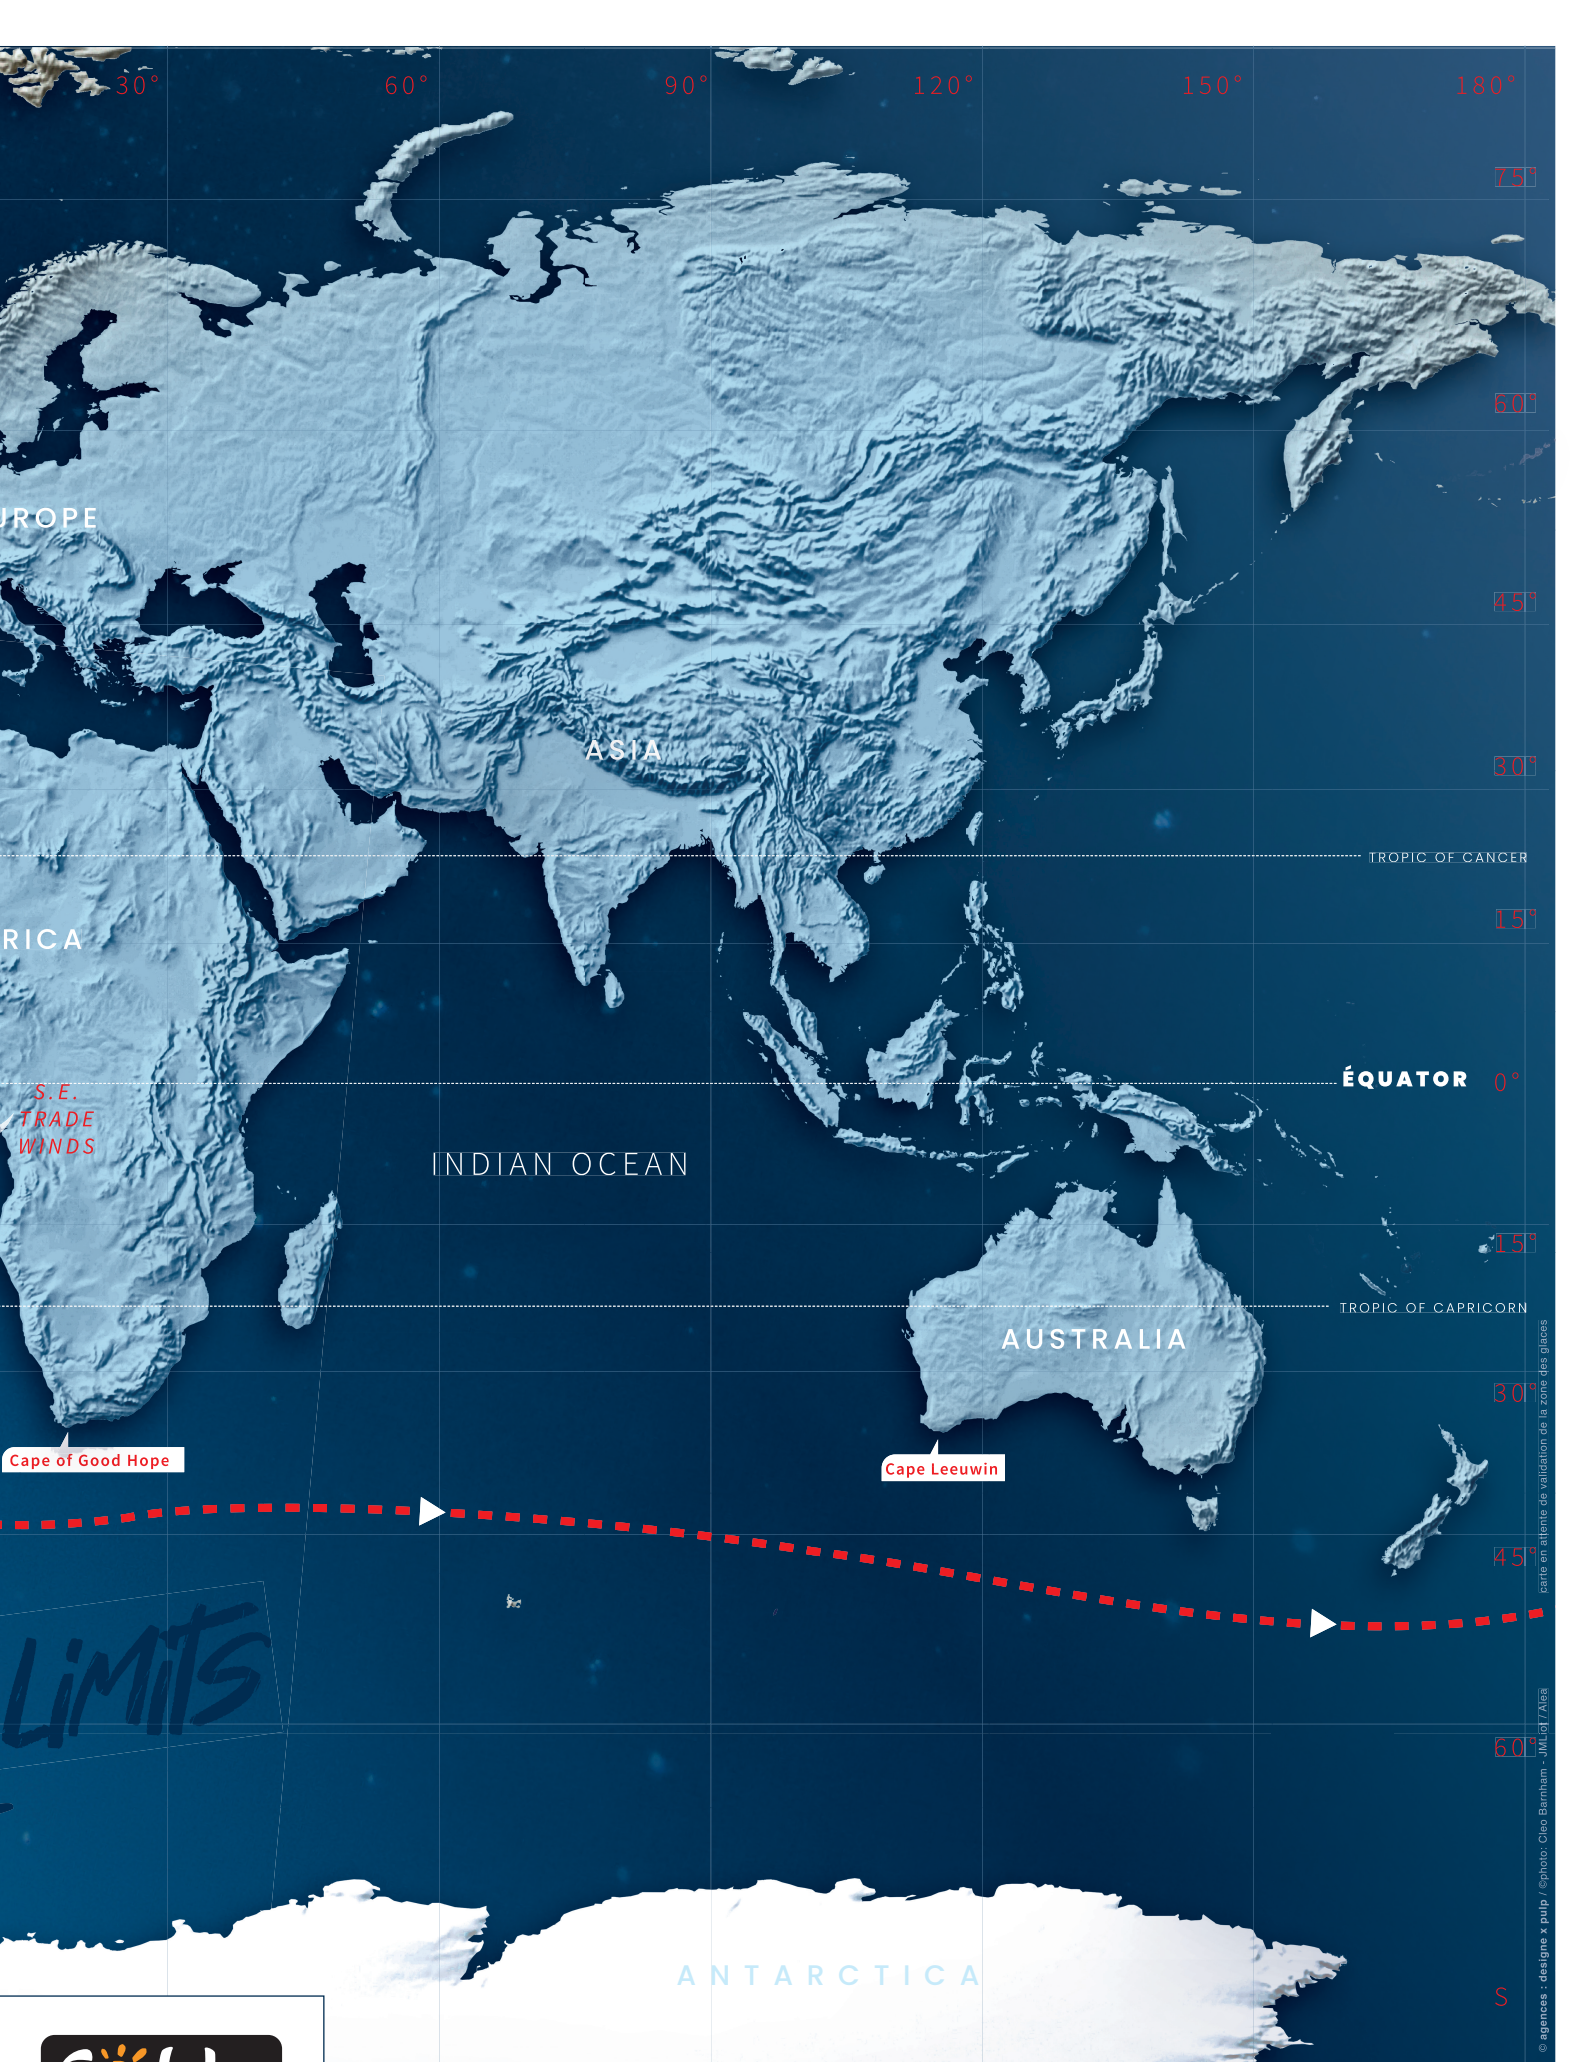 30°
60°
90°
120°
150°
180°
75°
60°
UROPE
45°
ASIA
30°
TROPIC OF CANCER
15°
RICA
ÉQUATOR 0°
S.E.
TRADE
WINDS
INDIAN OCEAN
15°
TROPIC OF CAPRICORN
AUSTRALIA
30°
Cape of Good Hope
Cape Leeuwin
carte en attente de validation de la zone des glaces
45°
LiMiTS
60°
ANTARCTICA
S
© agences : designe x pulp / ©photo: Cleo Barnham - JMLiot / Alea